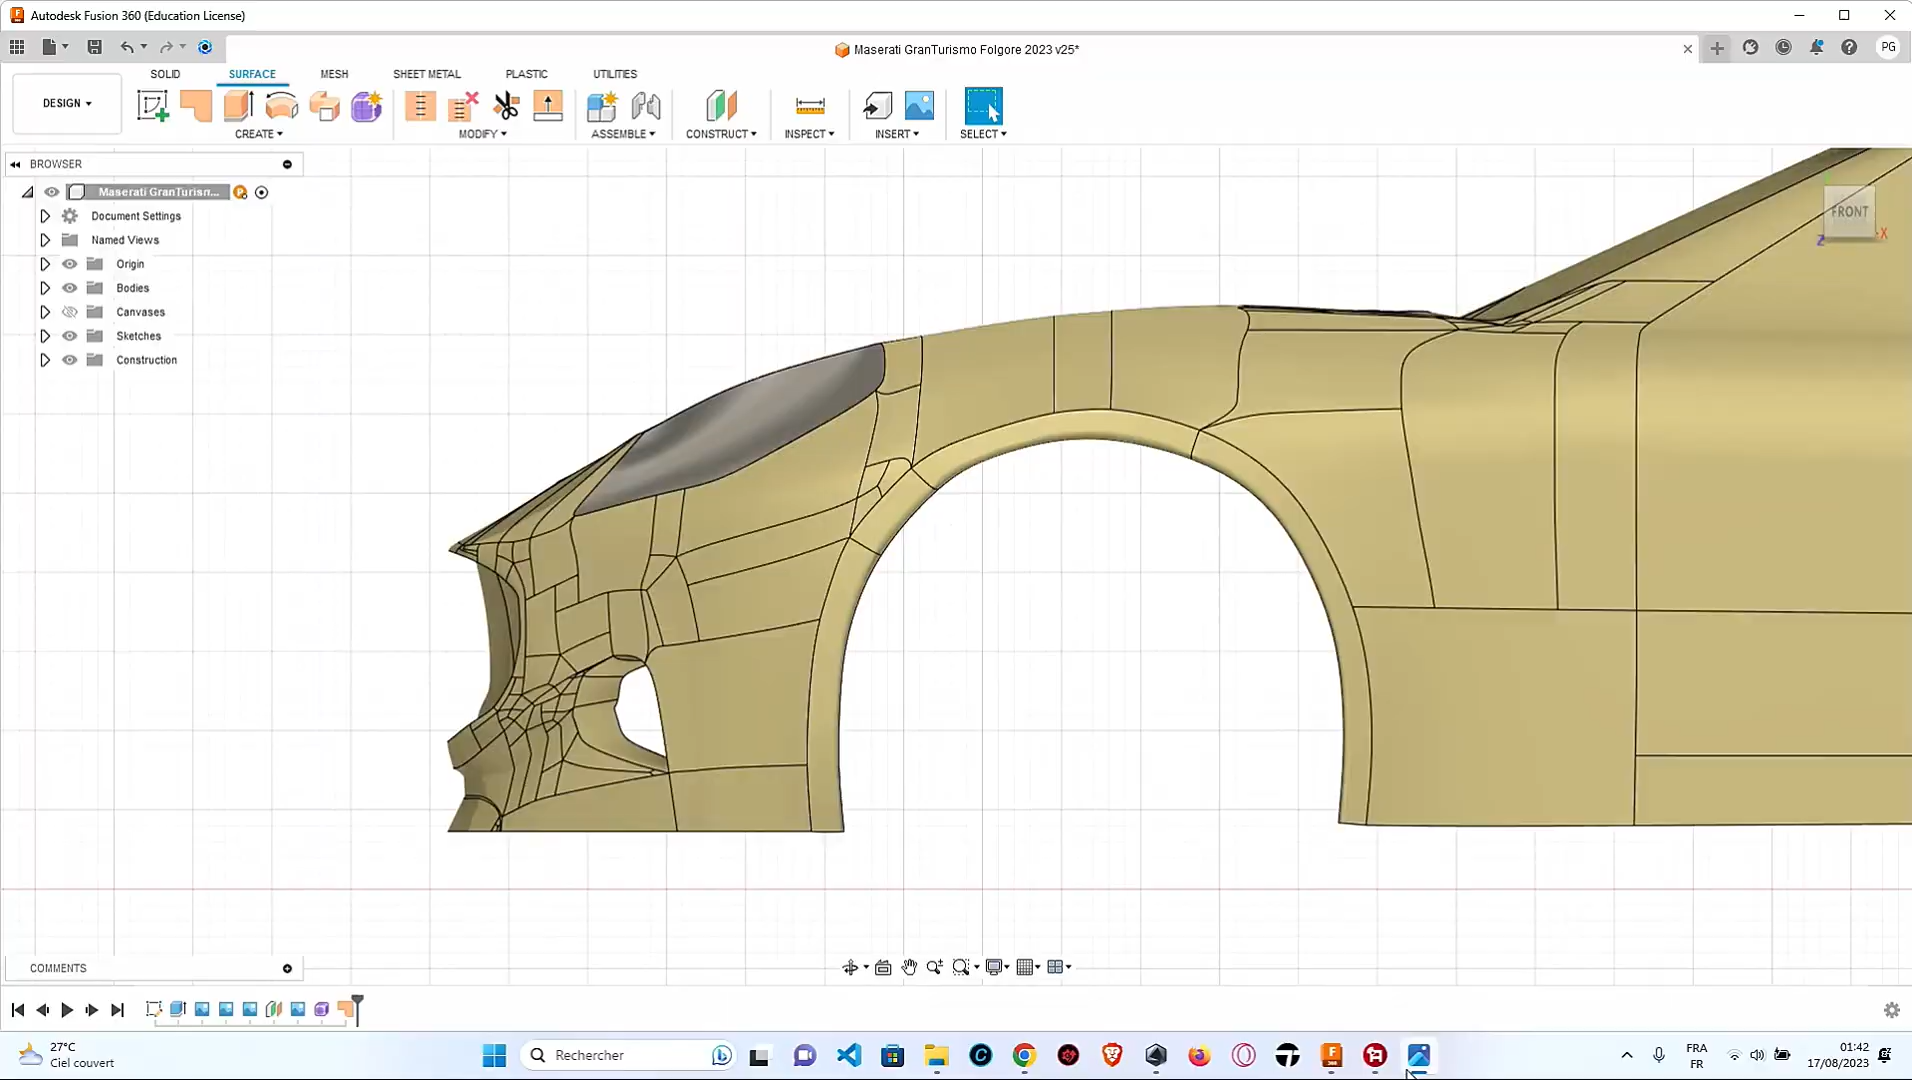 Autodesk Fusion 360 (Education License)
Maserati GranTurismo Folgore 2023 v25*
PG
SOLID
SURFACE
MESH
SHEET METAL
PLASTIC
UTILITIES
DESIGN
CREATE
MODIFY
ASSEMBLE
CONSTRUCT
INSPECT
INSERT
SELECT
BROWSER
Maserati GranTurism...
Document Settings
Named Views
Origin
Bodies
Canvases
Sketches
Construction
FRONT
X
Z
COMMENTS
27°C
Ciel couvert
Rechercher
FRA
FR
01:42
17/08/2023